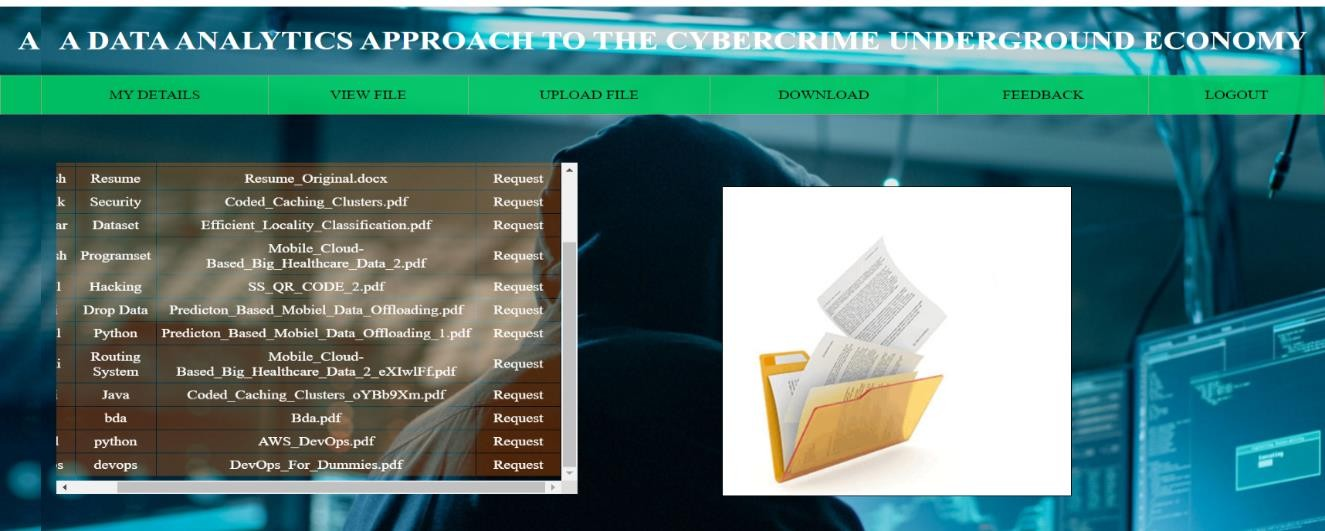 A A DATA ANALYTICS APPROACH TO THE CYBERCRIME UNDERGROUND ECONOMY
MY DETAILS VIEW FILE UPLOAD FILE DOWNLOAD FEEDBACK LOGOUT
sh Resume Resume_Original.docx Request
k Security Coded_Caching_Clusters.pdf Request
ar Dataset Efficient_Locality_Classification.pdf Request
sh Programset Mobile_Cloud-
Based_Big_Healthcare_Data_2.pdf Request
l Hacking SS_QR_CODE_2.pdf Request
i Drop Data Predicton_Based_Mobiel_Data_Offloading.pdf Request
l Python Predicton_Based_Mobiel_Data_Offloading_1.pdf Request
i Routing
System Mobile_Cloud-
Based_Big_Healthcare_Data_2_eXIwlFf.pdf Request
i Java Coded_Caching_Clusters_oYBb9Xm.pdf Request
bda Bda.pdf Request
l python AWS_DevOps.pdf Request
s devops DevOps_For_Dummies.pdf Request